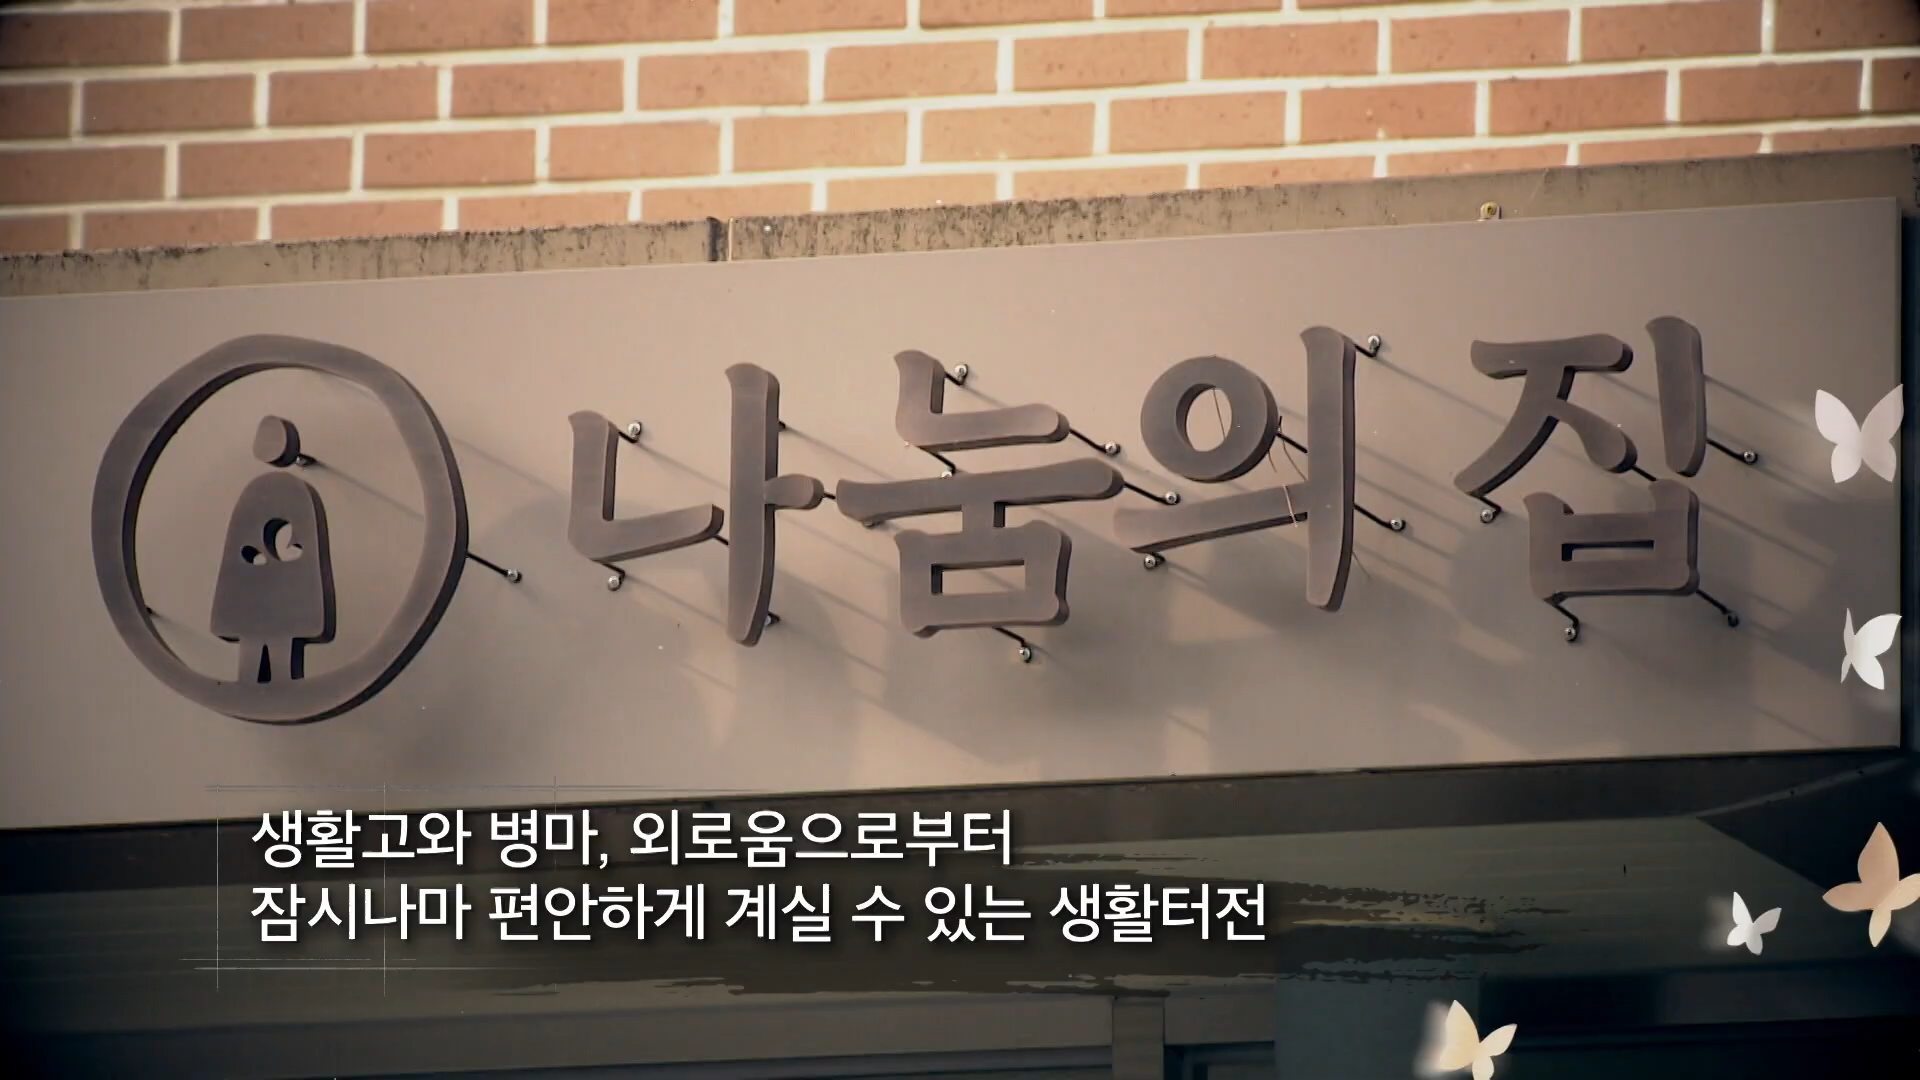 나눔의 집
생활고와 병마, 외로움으로부터
잠시나마 편안하게 계실 수 있는 생활터전